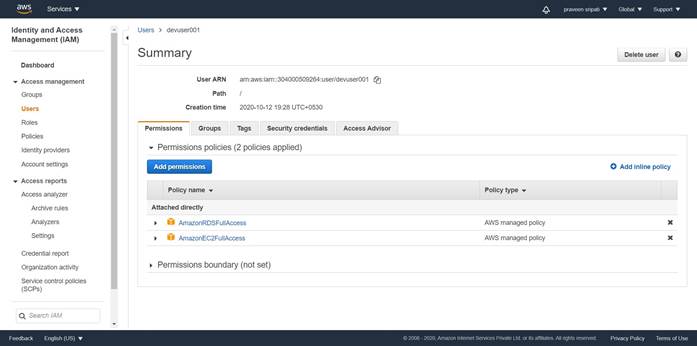 aws
Services
praveen sripati
Global
Support
Identity and Access
Management (IAM)
Dashboard
Access management
Groups
Users
Roles
Policies
Identity providers
Account settings
Access reports
Access analyzer
Archive rules
Analyzers
Settings
Credential report
Organization activity
Service control policies
(SCPs)
Search IAM
Users > devuser001
Summary
Delete user
?
User ARN arn:aws:iam::304000509264:user/devuser001
Path /
Creation time 2020-10-12 19:28 UTC+0530
Permissions Groups Tags Security credentials Access Advisor
Permissions policies (2 policies applied)
Add permissions
Add inline policy
Policy name Policy type
Attached directly
AmazonRDSFullAccess AWS managed policy
AmazonEC2FullAccess AWS managed policy
Permissions boundary (not set)
Feedback English (US) © 2008 - 2020, Amazon Internet Services Private Ltd. or its affiliates. All rights reserved. Privacy Policy Terms of Use